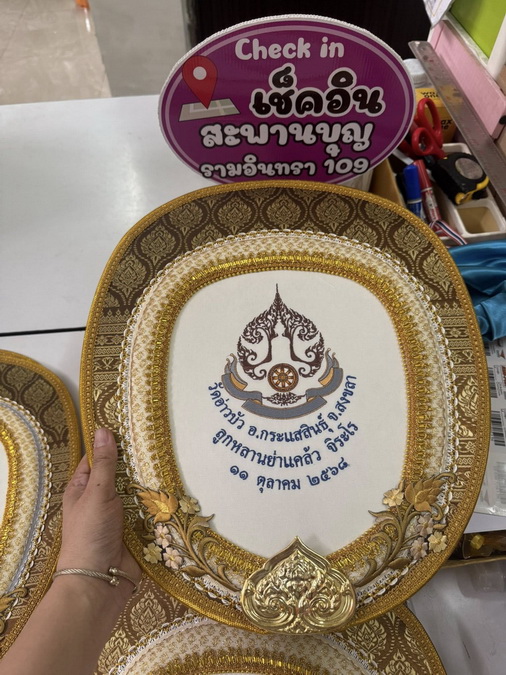 Check in
เช็คอิน
สะพานบุญ
รามอินทรา 109
วัดอ่าวบัว อ.กระแสสินธุ์ จ.สงขลา
ลูกหลานย่าแคล้ว จิระโร
๑๑ ตุลาคม ๒๕๖๘